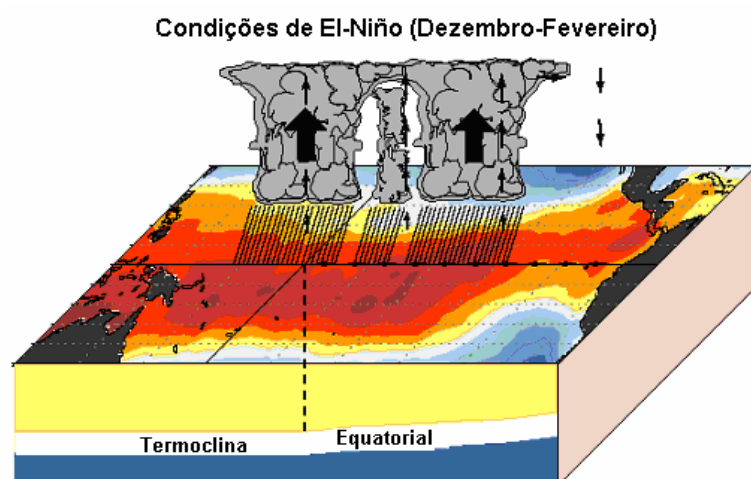 Condições de El-Niño (Dezembro-Fevereiro)
Termoclina Equatorial